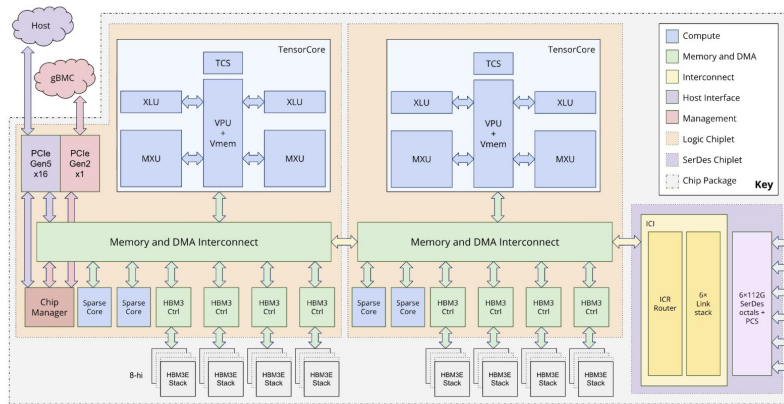 Host
gBMC
PCIe
Gen5
x16
PCIe
Gen2
x1
TensorCore
TCS
XLU
VPU
+
Vmem
XLU
MXU
MXU
TensorCore
TCS
XLU
VPU
+
Vmem
XLU
MXU
MXU
Memory and DMA Interconnect
Memory and DMA Interconnect
Chip
Manager
Sparse
Core
Sparse
Core
HBM3
Ctrl
HBM3
Ctrl
HBM3
Ctrl
HBM3
Ctrl
Sparse
Core
Sparse
Core
HBM3
Ctrl
HBM3
Ctrl
HBM3
Ctrl
HBM3
Ctrl
8-hi
HBM3E
Stack
HBM3E
Stack
HBM3E
Stack
HBM3E
Stack
HBM3E
Stack
HBM3E
Stack
HBM3E
Stack
HBM3E
Stack
ICI
ICR
Router
6×
Link
stack
6×112G
SerDes
octals +
PCS
Compute
Memory and DMA
Interconnect
Host Interface
Management
Logic Chiplet
SerDes Chiplet
Chip Package
Key